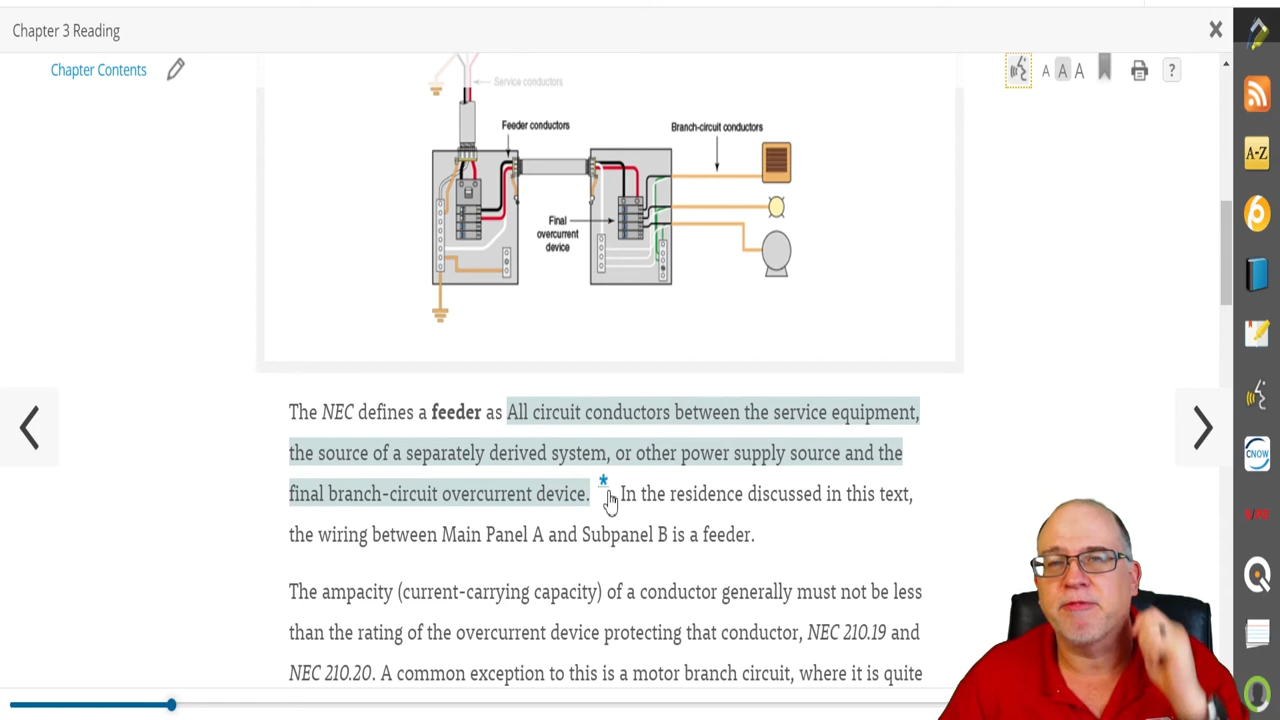 Chapter 3 Reading
Chapter Contents
A A A
?
Service conductors
Feeder conductors
Branch-circuit conductors
Final
overcurrent
device
The NEC defines a feeder as All circuit conductors between the service equipment,
the source of a separately derived system, or other power supply source and the
final branch-circuit overcurrent device. * In the residence discussed in this text,
the wiring between Main Panel A and Subpanel B is a feeder.
The ampacity (current-carrying capacity) of a conductor generally must not be less
than the rating of the overcurrent device protecting that conductor, NEC 210.19 and
NEC 210.20. A common exception to this is a motor branch circuit, where it is quite
A-Z
CNOW